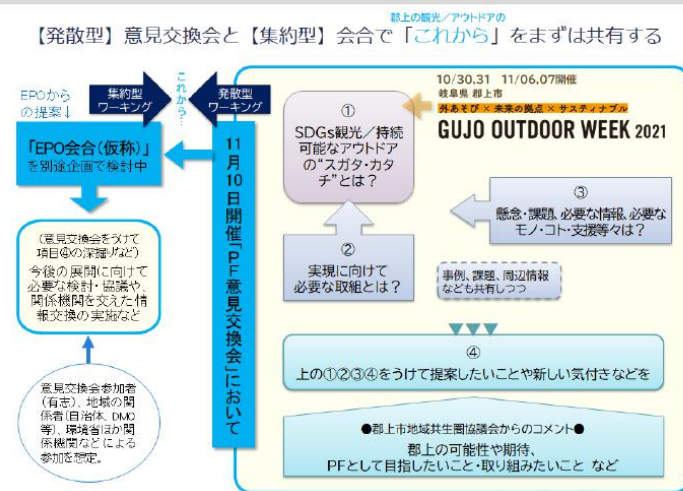 郡上の観光／アウトドアの
【発散型】意見交換会と【集約型】会合で「これから」をまずは共有する
EPOから
の提案↓
集約型
ワーキング
これから…?
発散型
ワーキング
「EPO会合(仮称)」
を別途企画で検討中
(意見交換会をうけて
項目④の深掘りなど)
今後の展開に向けて
必要な検討・協議や、
関係機関を交えた情
報交換の実施など
意見交換会参加者
(有志)、地域の関
係者(自治体、DMO
等)、環境省ほか関
係機関などによる
参加を想定。
11月10日開催「PF意見交換会」において
①
SDGs観光／持続
可能なアウトドア
の“スガタ・カタ
チ”とは？
10/30.31 11/06,07開催
岐阜県 郡上市
外あそび×未来の拠点×サスティナブル
GUJO OUTDOOR WEEK 2021
②
実現に向けて
必要な取組とは？
③
懸念・課題、必要な情報、必要な
モノ・コト・支援等々は？
事例、課題、周辺情報
なども共有しつつ
④
上の①②③④をうけて提案したいことや新しい気付きなどを
●郡上市地域共生圏協議会からのコメント●
郡上の可能性や期待、
PFとして目指したいこと・取り組みたいこと など